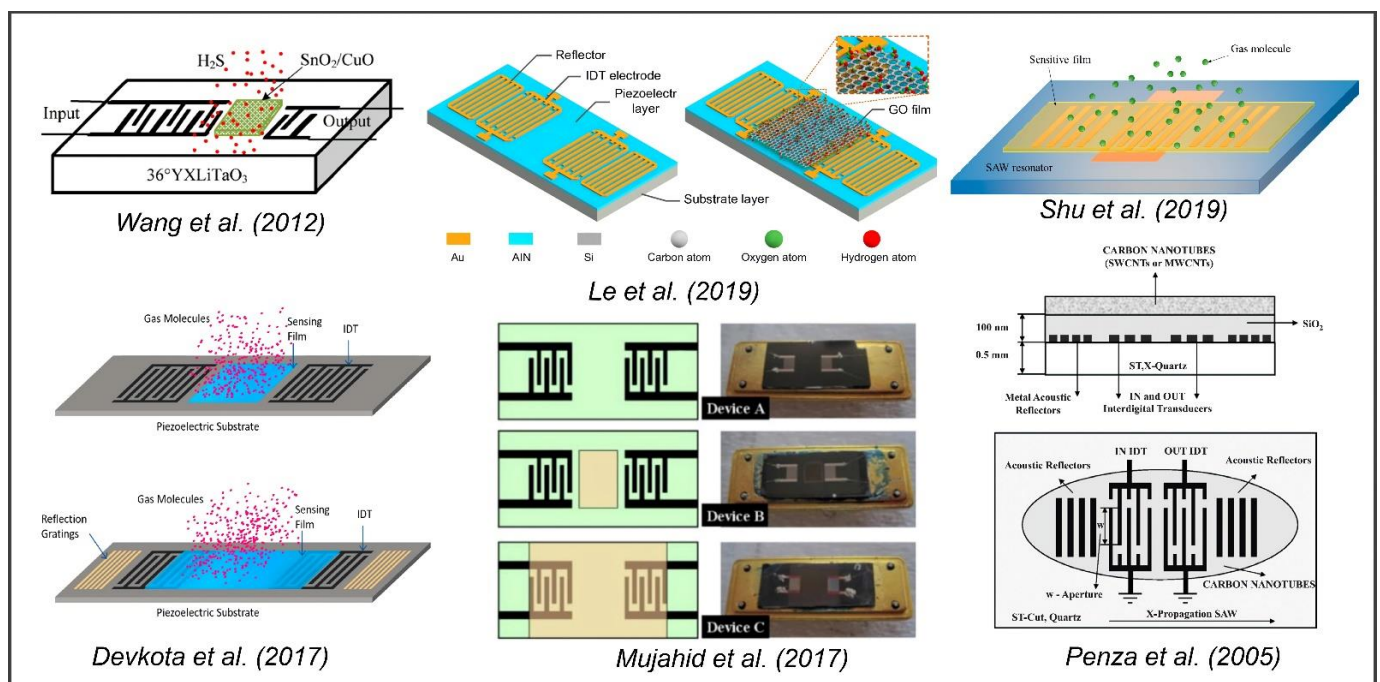 H₂S
SnO₂/CuO
Input
Output
36°YXLiTaO₃
Wang et al. (2012)
Reflector
IDT electrode
Piezoelectr
layer
GO film
Substrate layer
Au
AlN
Si
Carbon atom
Oxygen atom
Hydrogen atom
Le et al. (2019)
Gas molecule
Sensitive film
SAW resonator
Shu et al. (2019)
Gas Molecules
Sensing
Film
IDT
Piezoelectric Substrate
Gas Molecules
Sensing
Film
IDT
Reflection
Gratings
Piezoelectric Substrate
Devkota et al. (2017)
Device A
Device B
Device C
Mujahid et al. (2017)
CARBON NANOTUBES
(SWCNTs or MWCNTs)
100 nm
SiO₂
0.5 mm
ST,X-Quartz
Metal Acoustic
Reflectors
IN and OUT
Interdigital Transducers
IN IDT
OUT IDT
Acoustic Reflectors
Acoustic
Reflectors
w
CARBON NANOTUBES
w - Aperture
ST-Cut, Quartz
X-Propagation SAW
Penza et al. (2005)